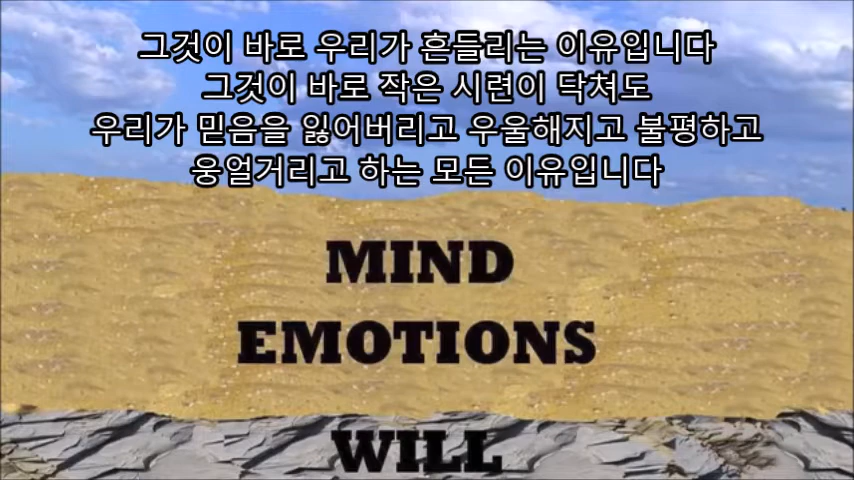 그것이 바로 우리가 흔들리는 이유입니다
그것이 바로 작은 시련이 닥쳐도
우리가 믿음을 잃어버리고 우울해지고 불평하고
웅얼거리고 하는 모든 이유입니다
MIND
EMOTIONS
WILL